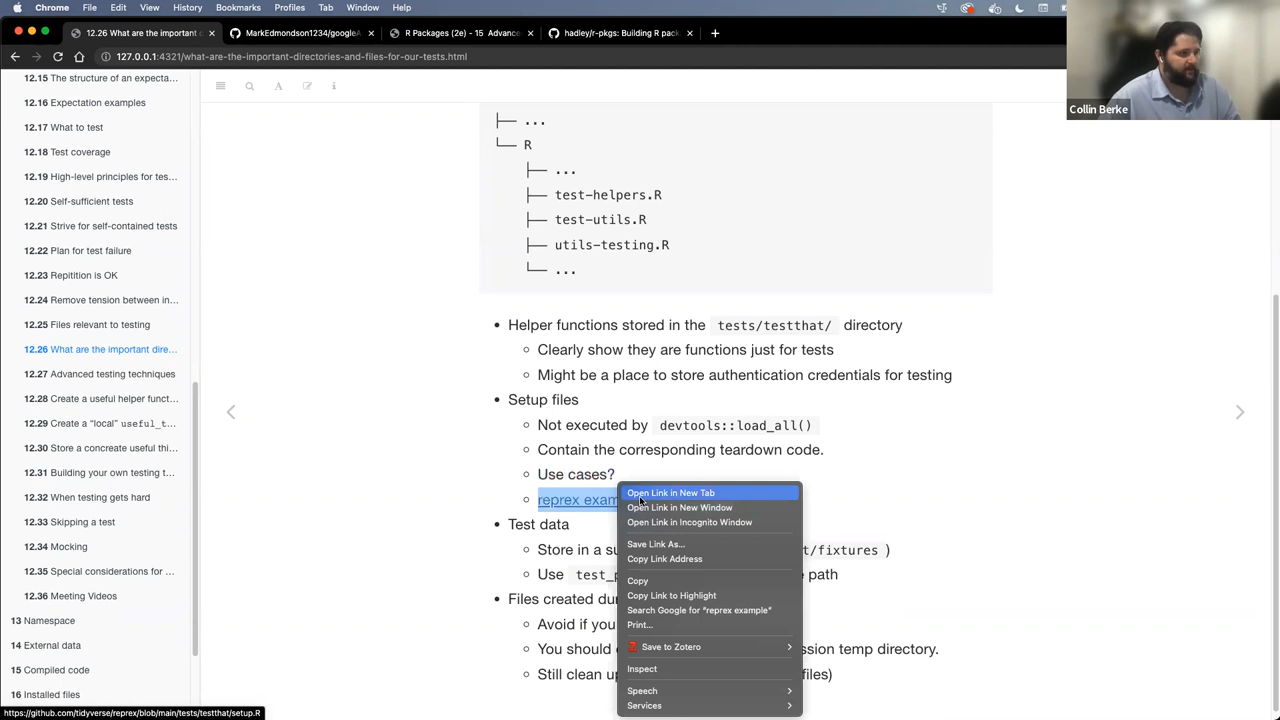 Chrome File Edit View History Bookmarks Profiles Tab Window Help
12.26 What are the important d
MarkEdmondson1234/googleA
R Packages (2e) - 15 Advance
hadley/r-pkgs: Building R pac
127.0.0.1:4321/what-are-the-important-directories-and-files-for-our-tests.html
Collin Berke
12.15 The structure of an expecta...
12.16 Expectation examples
12.17 What to test
12.18 Test coverage
12.19 High-level principles for tes...
12.20 Self-sufficient tests
12.21 Strive for self-contained tests
12.22 Plan for test failure
12.23 Repitition is OK
12.24 Remove tension between in...
12.25 Files relevant to testing
12.26 What are the important dire...
12.27 Advanced testing techniques
12.28 Create a useful helper funct...
12.29 Create a “local” useful_t...
12.30 Store a concreate useful thi...
12.31 Building your own testing t...
12.32 When testing gets hard
12.33 Skipping a test
12.34 Mocking
12.35 Special considerations for ...
12.36 Meeting Videos
13 Namespace
14 External data
15 Compiled code
16 Installed files
https://github.com/tidyverse/reprex/blob/main/tests/testthat/setup.R
├── ...
└── R
├── ...
├── test-helpers.R
├── test-utils.R
├── utils-testing.R
└── ...
• Helper functions stored in the tests/testthat/ directory
Clearly show they are functions just for tests
Might be a place to store authentication credentials for testing
• Setup files
Not executed by devtools::load_all()
Contain the corresponding teardown code.
Use cases?
reprex exam
• Test data
Store in a su t/fixtures )
Use test_p e path
• Files created du
Avoid if you
You should ssion temp directory.
Still clean up files)
Open Link in New Tab
Open Link in New Window
Open Link in Incognito Window
Save Link As...
Copy Link Address
Copy
Copy Link to Highlight
Search Google for “reprex example”
Print...
Save to Zotero
Inspect
Speech
Services